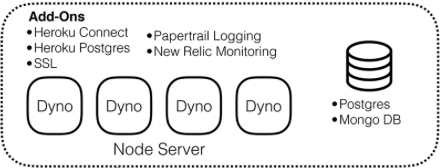 Add-Ons
•Heroku Connect
•Heroku Postgres
•SSL
•Papertrail Logging
•New Relic Monitoring
Dyno Dyno Dyno Dyno
Node Server
•Postgres
•Mongo DB